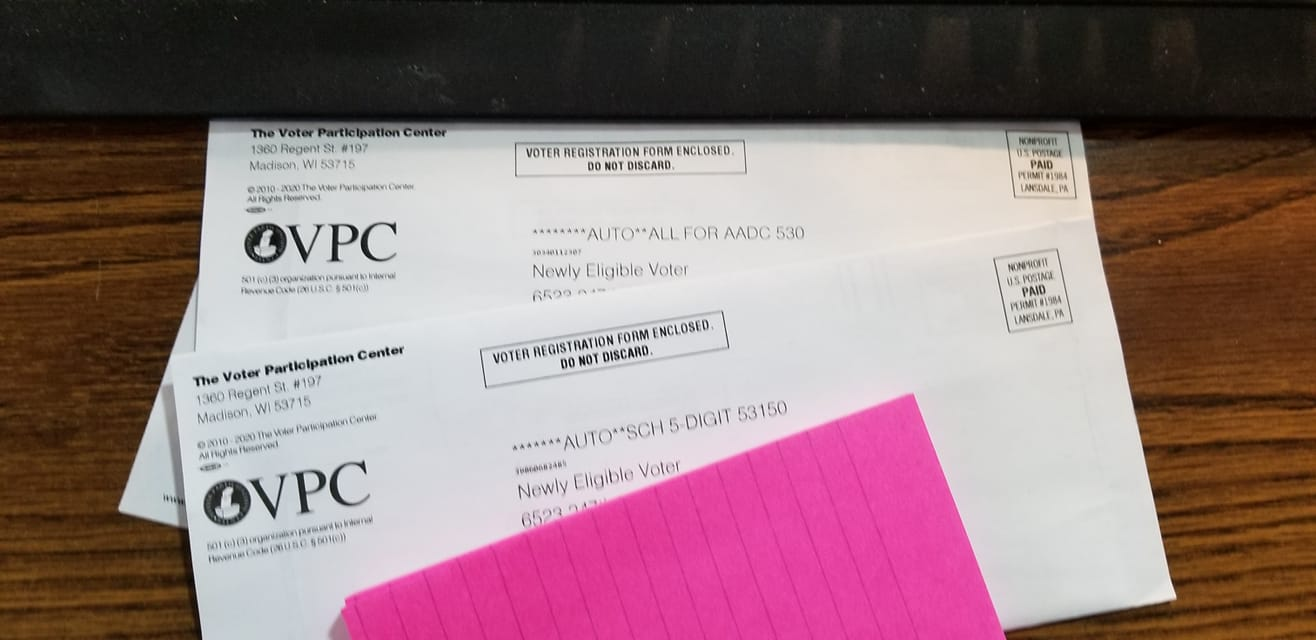 The Voter Participation Center
1360 Regent St. #197
Madison, WI 53715
© 2010 - 2020 The Voter Participation Center.
All Rights Reserved.
VPC
501 (c) (3) organization pursuant to Internal
Revenue Code (26 U.S.C. § 501(c))
VOTER REGISTRATION FORM ENCLOSED.
DO NOT DISCARD.
NONPROFIT
U.S. POSTAGE
PAID
PERMIT #1984
LANSDALE, PA
********AUTO**ALL FOR AADC 530
Newly Eligible Voter
6523
The Voter Participation Center
1360 Regent St. #197
Madison, WI 53715
© 2010 - 2020 The Voter Participation Center.
All Rights Reserved.
VPC
501 (c) (3) organization pursuant to Internal
Revenue Code (26 U.S.C. § 501(c))
VOTER REGISTRATION FORM ENCLOSED.
DO NOT DISCARD.
NONPROFIT
U.S. POSTAGE
PAID
PERMIT #1984
LANSDALE, PA
*******AUTO**SCH 5-DIGIT 53150
Newly Eligible Voter
6523